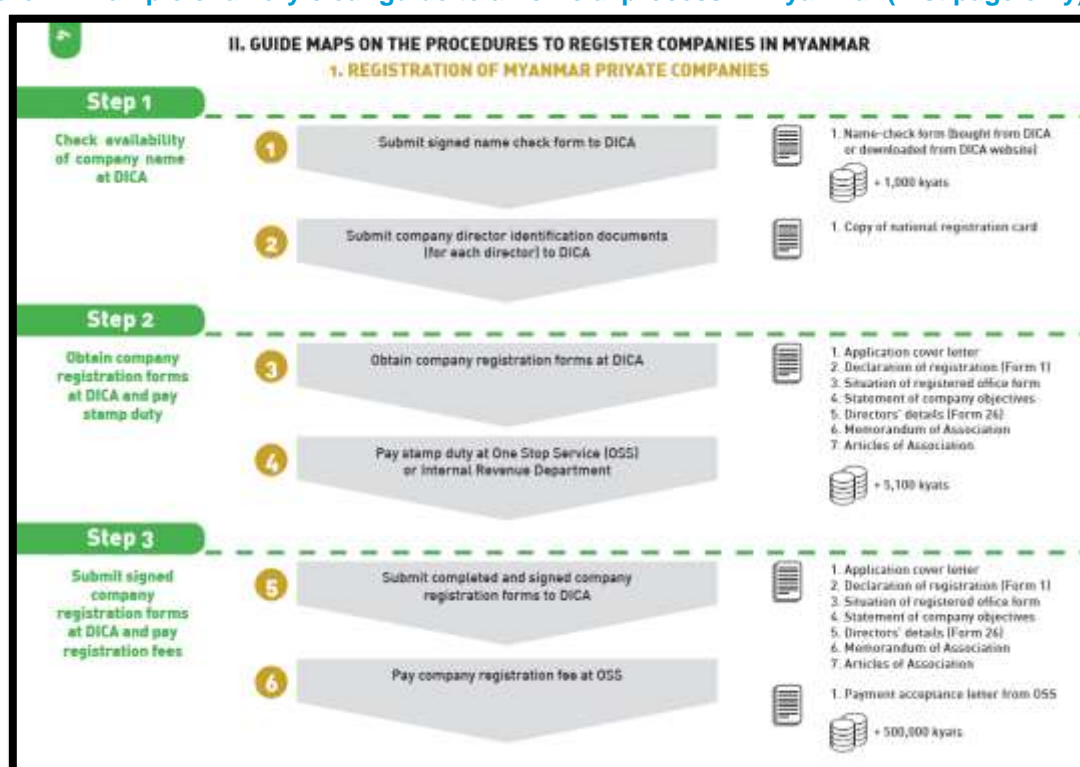 II. GUIDE MAPS ON THE PROCEDURES TO REGISTER COMPANIES IN MYANMAR
1. REGISTRATION OF MYANMAR PRIVATE COMPANIES
Step 1
Check availability
of company name
at DICA
1
Submit signed name check form to DICA
1. Name-check form (bought from DICA
or downloaded from DICA website)
+ 1,000 kyats
2
Submit company director identification documents
(for each director) to DICA
1. Copy of national registration card
Step 2
Obtain company
registration forms
at DICA and pay
stamp duty
3
Obtain company registration forms at DICA
1. Application cover letter
2. Declaration of registration (Form 1)
3. Situation of registered office form
4. Statement of company objectives
5. Directors' details (Form 26)
6. Memorandum of Association
7. Articles of Association
4
Pay stamp duty at One Stop Service (OSS)
or Internal Revenue Department
+ 5,100 kyats
Step 3
Submit signed
company
registration forms
at DICA and pay
registration fees
5
Submit completed and signed company
registration forms to DICA
1. Application cover letter
2. Declaration of registration (Form 1)
3. Situation of registered office form
4. Statement of company objectives
5. Directors' details (Form 26)
6. Memorandum of Association
7. Articles of Association
6
Pay company registration fee at OSS
1. Payment acceptance letter from OSS
+ 500,000 kyats